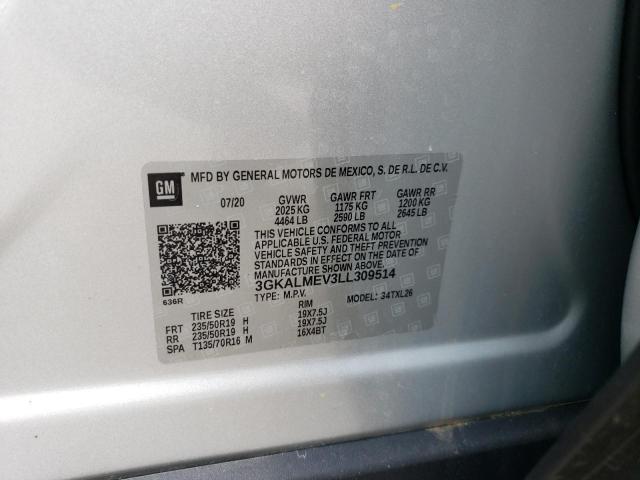 GM
MFD BY GENERAL MOTORS DE MEXICO, S. DE R.L. DE C.V.
07/20 GVWR GAWR FRT GAWR RR
2025 KG 1175 KG 1200 KG
4464 LB 2590 LB 2645 LB
THIS VEHICLE CONFORMS TO ALL
APPLICABLE U.S. FEDERAL MOTOR
VEHICLE SAFETY AND THEFT PREVENTION
STANDARDS IN EFFECT ON THE DATE OF
MANUFACTURE SHOWN ABOVE.
3GKALMEV3LL309514
TYPE: M.P.V. MODEL: 34TXL26
636R
TIRE SIZE RIM
FRT 235/50R19 H 19X7.5J
RR 235/50R19 H 19X7.5J
SPA T135/70R16 M 16X4BT